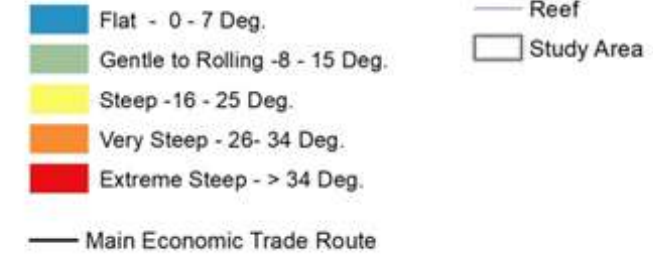 Flat - 0 - 7 Deg.
Gentle to Rolling -8 - 15 Deg.
Steep -16 - 25 Deg.
Very Steep - 26- 34 Deg.
Extreme Steep - > 34 Deg.
Main Economic Trade Route
Reef
Study Area